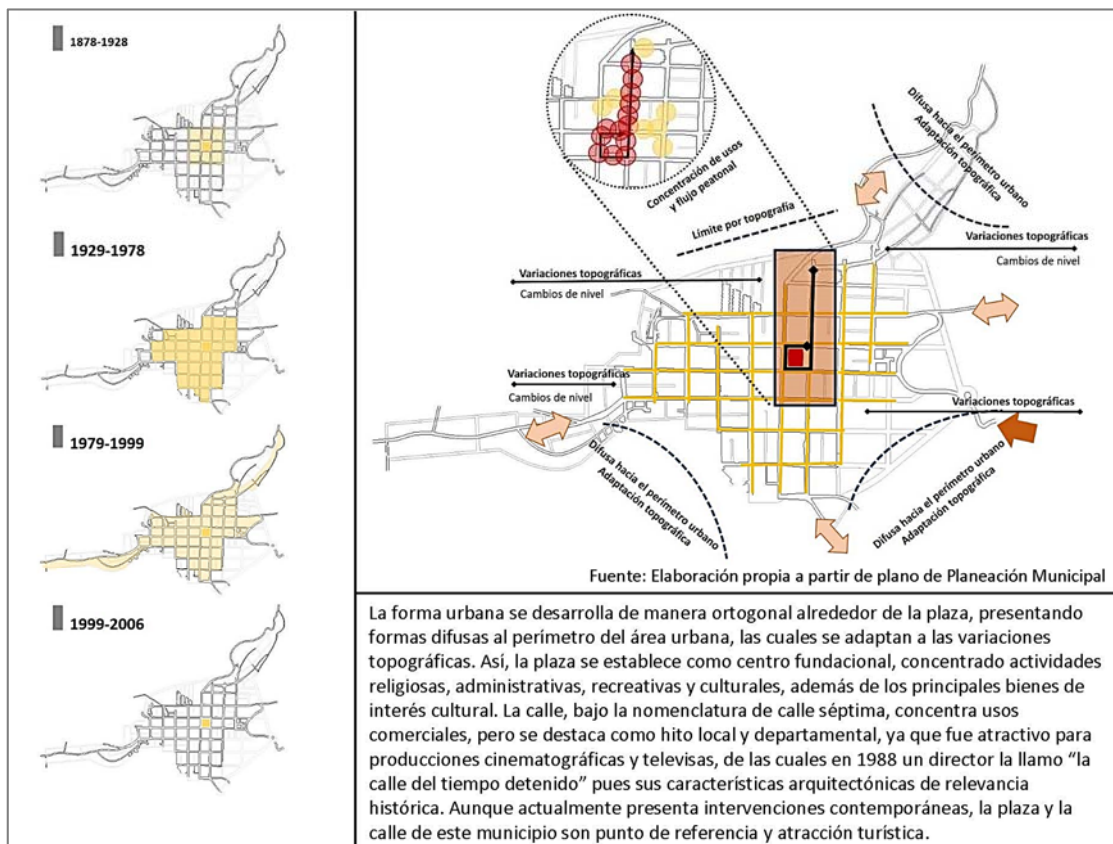 1878-1928
1929-1978
1979-1999
1999-2006
Concentración de usos
y flujo peatonal
Límite por topografía
Difusa hacia el perímetro urbano
Adaptación topográfica
Variaciones topográficas
Cambios de nivel
Variaciones topográficas
Cambios de nivel
Variaciones topográficas
Cambios de nivel
Variaciones topográficas
Difusa hacia el perímetro urbano
Adaptación topográfica
Difusa hacia el perímetro urbano
Adaptación topográfica
Fuente: Elaboración propia a partir de plano de Planeación Municipal
La forma urbana se desarrolla de manera ortogonal alrededor de la plaza, presentando
formas difusas al perímetro del área urbana, las cuales se adaptan a las variaciones
topográficas. Así, la plaza se establece como centro fundacional, concentrado actividades
religiosas, administrativas, recreativas y culturales, además de los principales bienes de
interés cultural. La calle, bajo la nomenclatura de calle séptima, concentra usos
comerciales, pero se destaca como hito local y departamental, ya que fue atractivo para
producciones cinematográficas y televisas, de las cuales en 1988 un director la llamo “la
calle del tiempo detenido” pues sus características arquitectónicas de relevancia
histórica. Aunque actualmente presenta intervenciones contemporáneas, la plaza y la
calle de este municipio son punto de referencia y atracción turística.